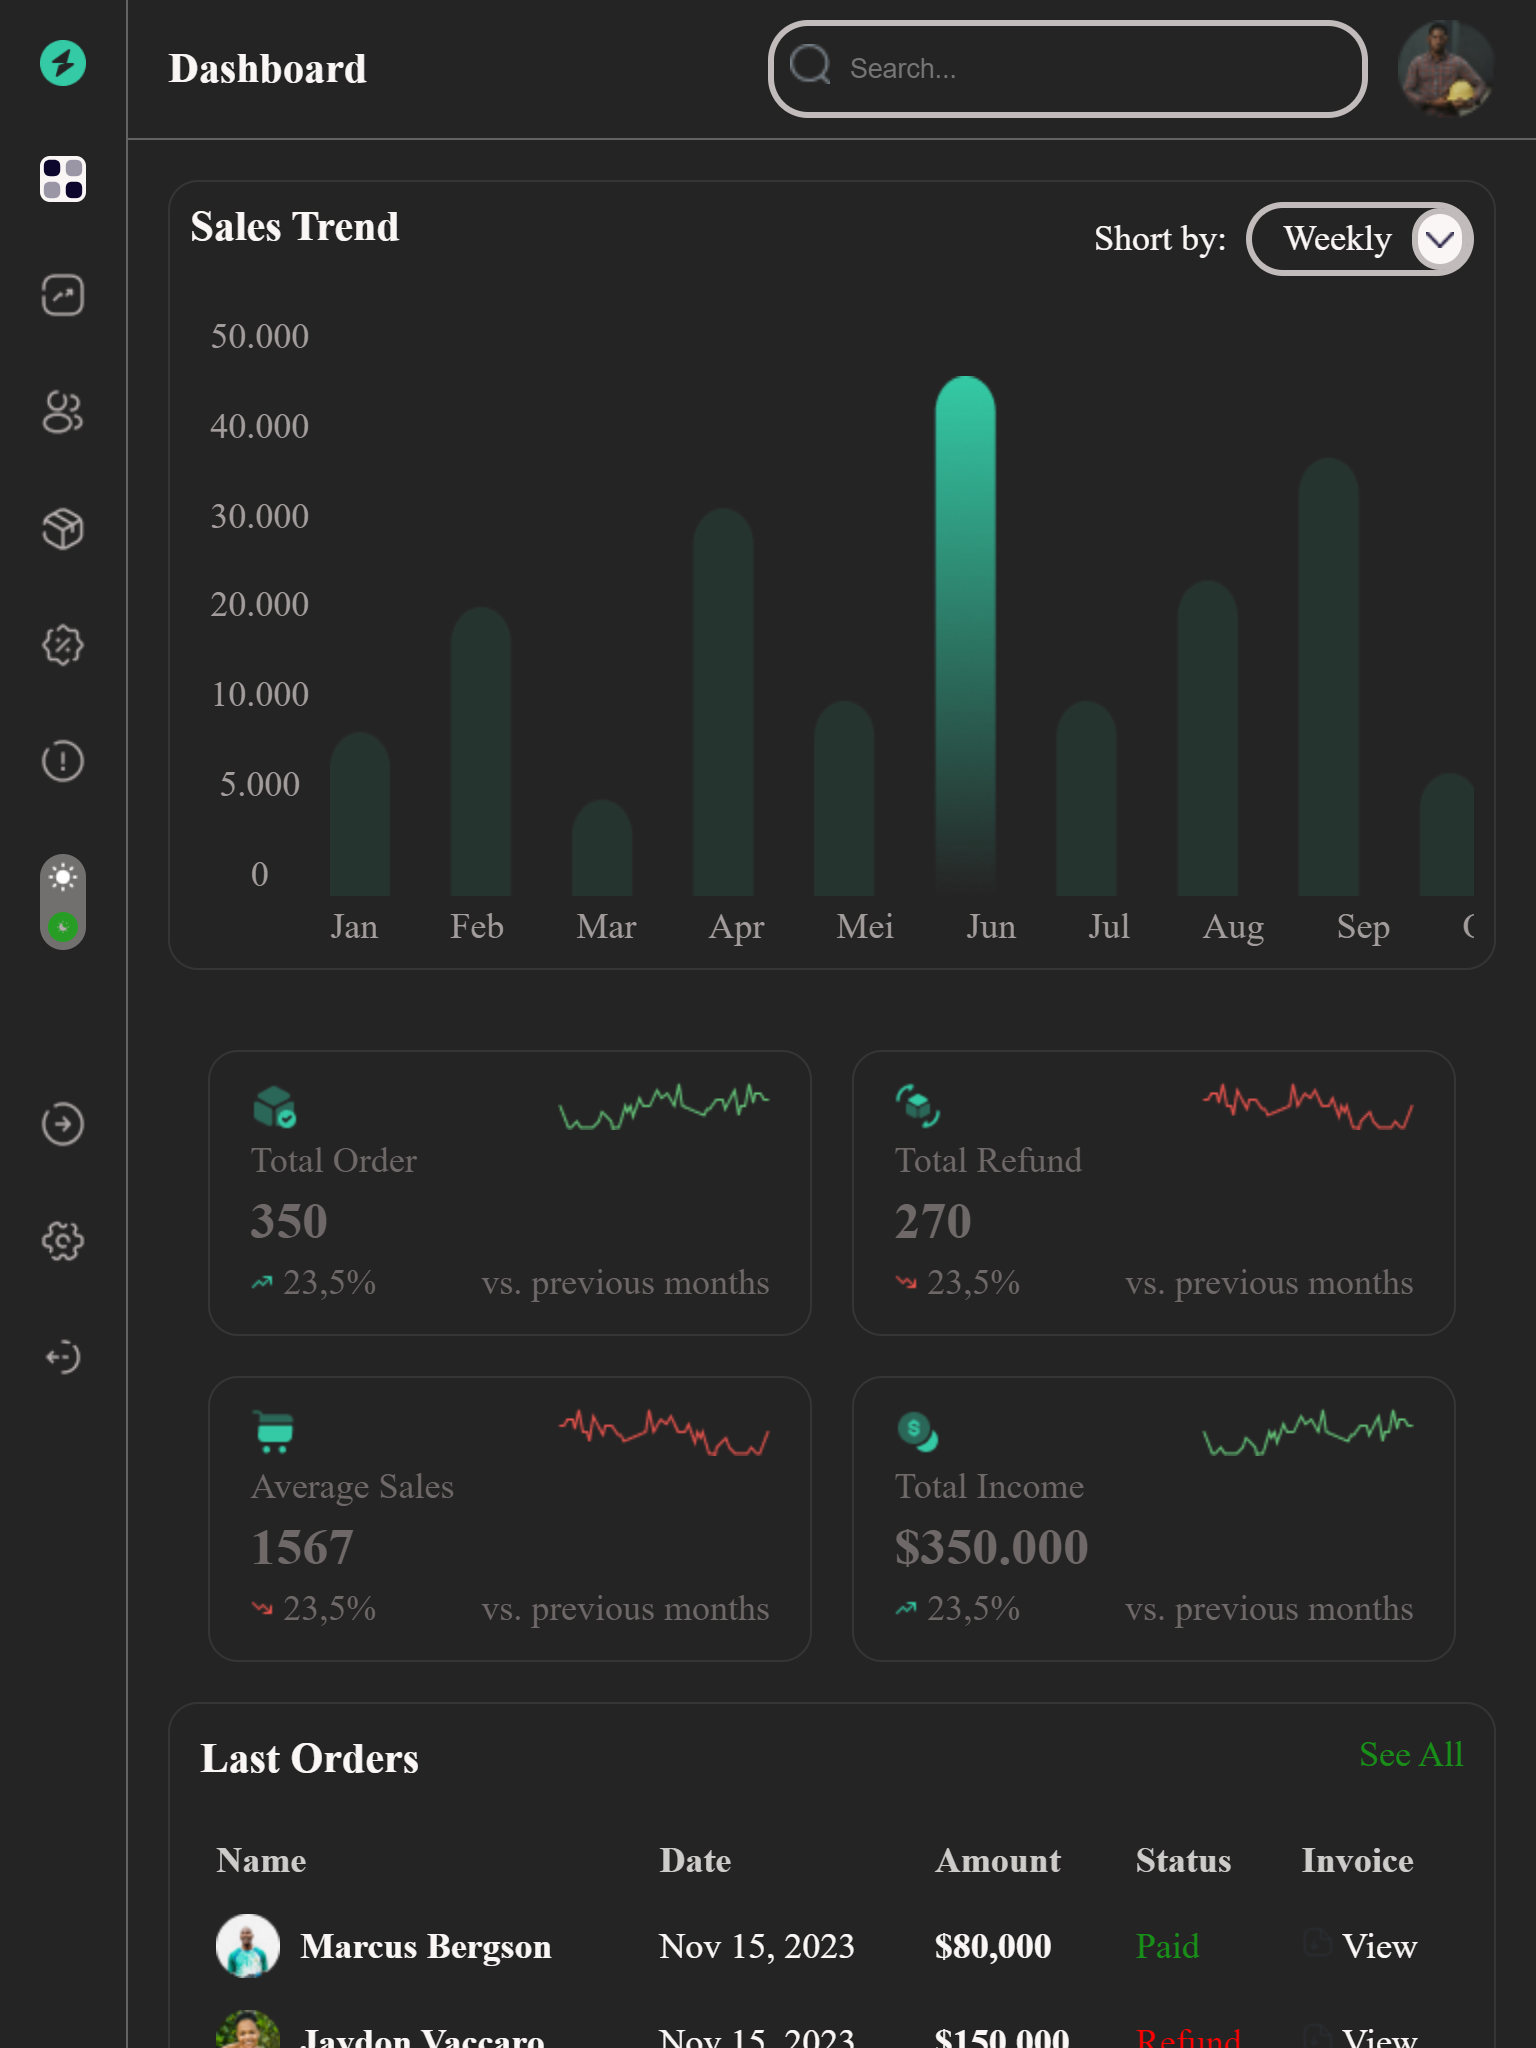 Dashboard
Search...
Sales Trend
Short by:
Weekly
50.000
40.000
30.000
20.000
10.000
5.000
0
Jan Feb Mar Apr Mei Jun Jul Aug Sep
Total Order
350
23,5% vs. previous months
Total Refund
270
23,5% vs. previous months
Average Sales
1567
23,5% vs. previous months
Total Income
$350.000
23,5% vs. previous months
Last Orders
See All
Name Date Amount Status Invoice
Marcus Bergson Nov 15, 2023 $80,000 Paid View
Jaydon Vaccaro Nov 15, 2023 $150,000 Refund View